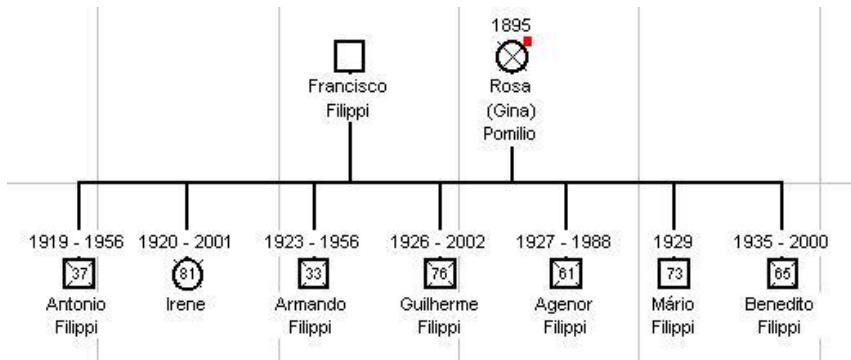 1895
Francisco
Filippi
Rosa
(Gina)
Pomilio
1919 - 1956
1920 - 2001
1923 - 1956
1926 - 2002
1927 - 1988
1929
1935 - 2000
37
81
33
76
61
73
65
Antonio
Filippi
Irene
Armando
Filippi
Guilherme
Filippi
Agenor
Filippi
Mário
Filippi
Benedito
Filippi